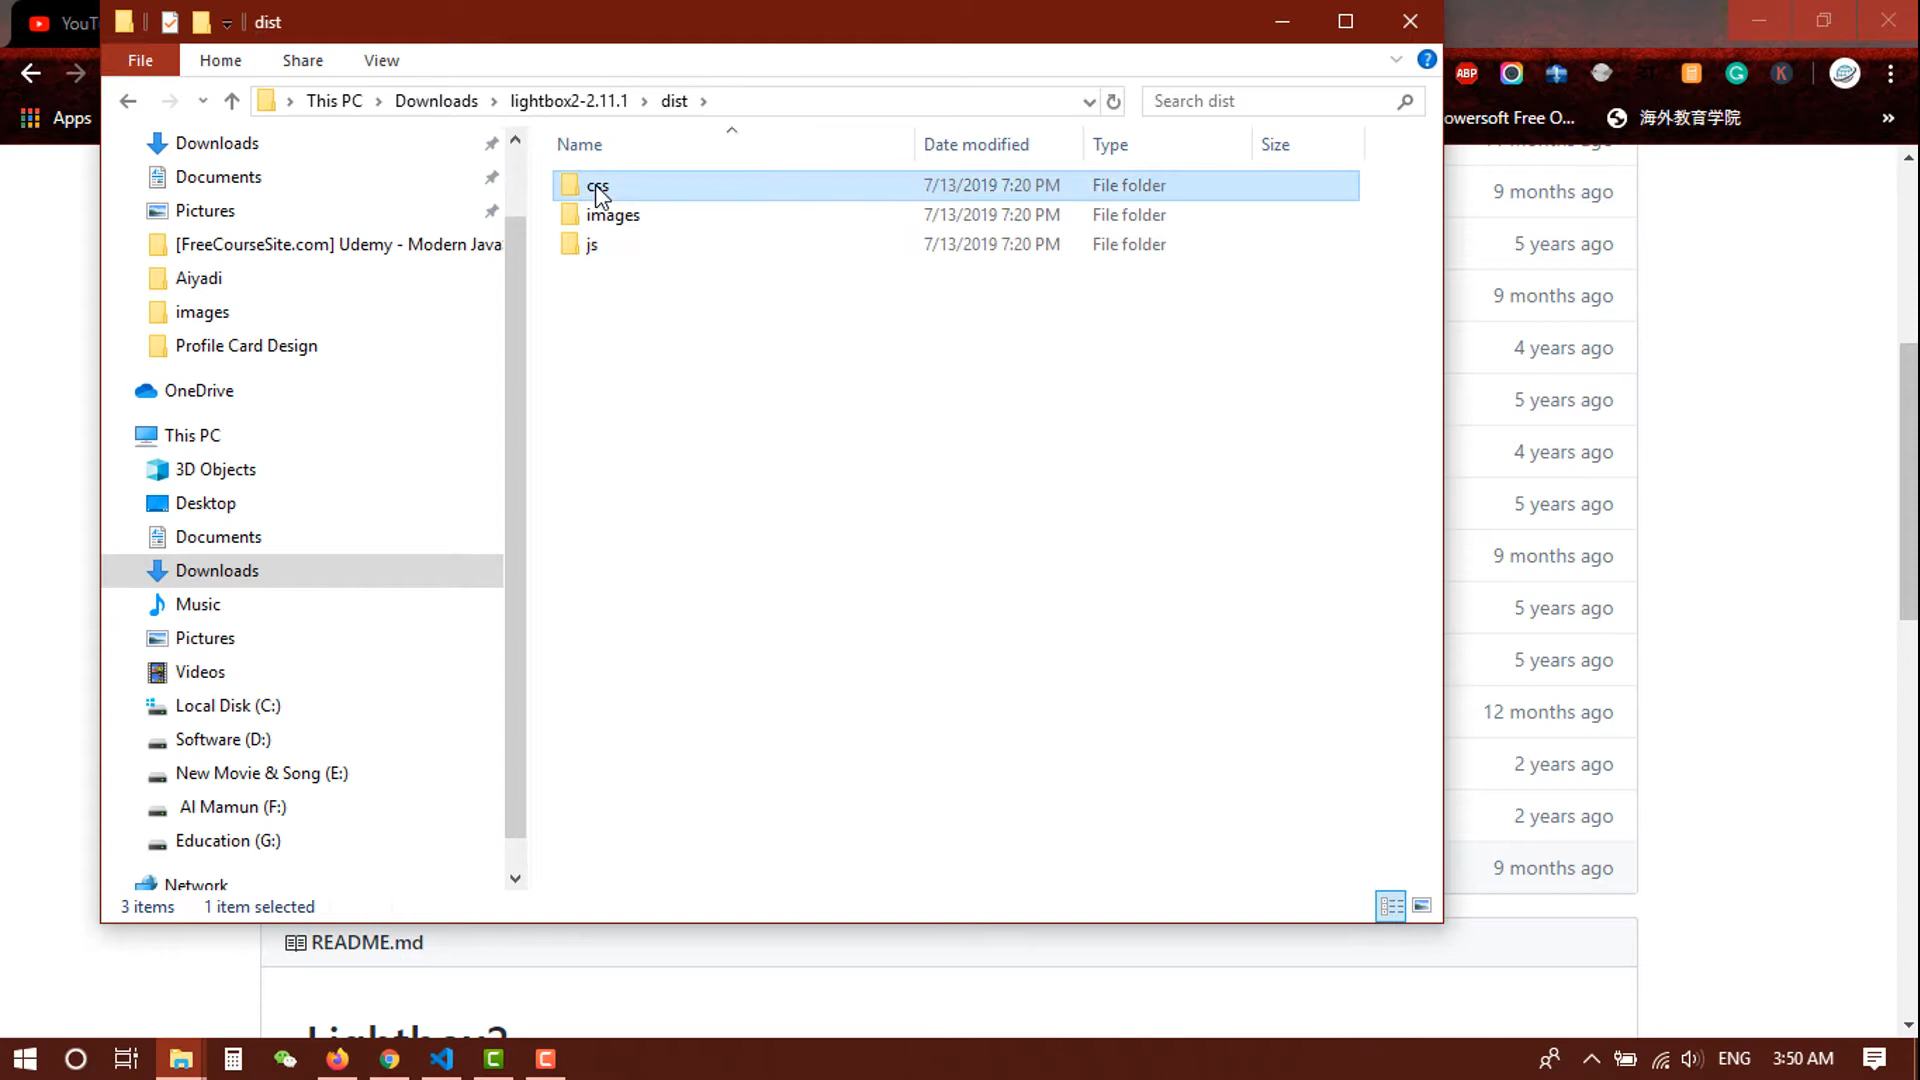 YouT
dist
File
Home
Share
View
This PC
Downloads
lightbox2-2.11.1
dist
Search dist
ABP
Apps
owersoft Free O...
海外教育学院
Downloads
Documents
Pictures
[FreeCourseSite.com] Udemy - Modern Java
Aiyadi
images
Profile Card Design
OneDrive
This PC
3D Objects
Desktop
Documents
Downloads
Music
Pictures
Videos
Local Disk (C:)
Software (D:)
New Movie & Song (E:)
Al Mamun (F:)
Education (G:)
Network
Name
Date modified
Type
Size
css
7/13/2019 7:20 PM
File folder
images
7/13/2019 7:20 PM
File folder
js
7/13/2019 7:20 PM
File folder
3 items
1 item selected
9 months ago
5 years ago
9 months ago
4 years ago
5 years ago
4 years ago
5 years ago
9 months ago
5 years ago
5 years ago
12 months ago
2 years ago
2 years ago
9 months ago
README.md
Lightbox2
ENG
3:50 AM